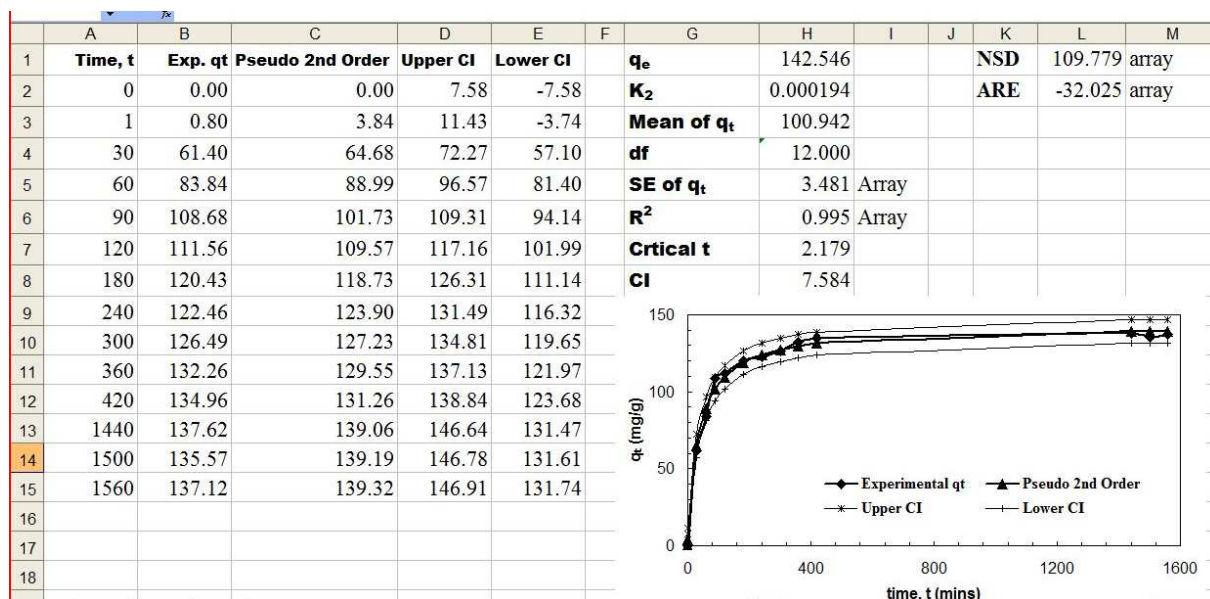 fx
A B C D E F G H I J K L M
1 Time, t Exp. qt Pseudo 2nd Order Upper CI Lower CI qe 142.546 NSD 109.779 array
2 0 0.00 0.00 7.58 -7.58 K2 0.000194 ARE -32.025 array
3 1 0.80 3.84 11.43 -3.74 Mean of qt 100.942
4 30 61.40 64.68 72.27 57.10 df 12.000
5 60 83.84 88.99 96.57 81.40 SE of qt 3.481 Array
6 90 108.68 101.73 109.31 94.14 R2 0.995 Array
7 120 111.56 109.57 117.16 101.99 Crtical t 2.179
8 180 120.43 118.73 126.31 111.14 CI 7.584
9 240 122.46 123.90 131.49 116.32
10 300 126.49 127.23 134.81 119.65
11 360 132.26 129.55 137.13 121.97
12 420 134.96 131.26 138.84 123.68
13 1440 137.62 139.06 146.64 131.47
14 1500 135.57 139.19 146.78 131.61
15 1560 137.12 139.32 146.91 131.74
16
17
18
150
100
50
0
qt (mg/g)
Experimental qt Pseudo 2nd Order
Upper CI Lower CI
0 400 800 1200 1600
time, t (mins)